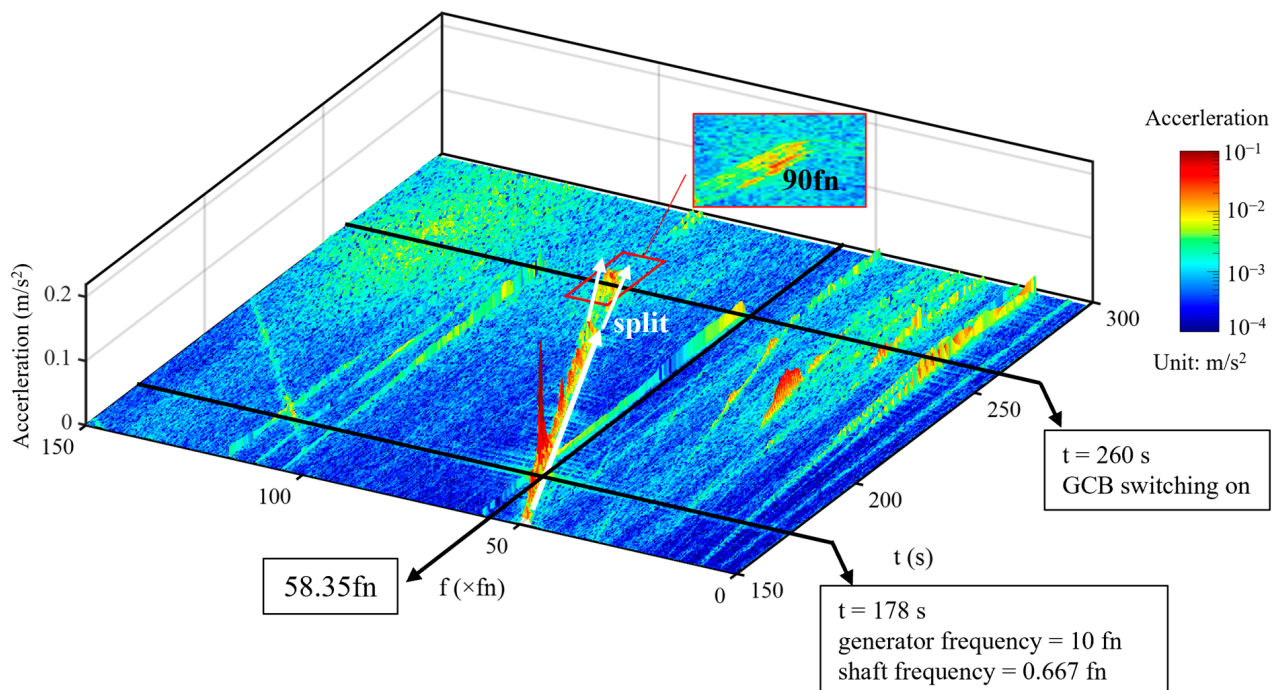 Accerleration
10⁻¹
10⁻²
10⁻³
10⁻⁴
Unit: m/s²
90fn
split
Accerleration (m/s²)
0.2
0.1
0
150
100
50
0
f (×fn)
150
200
250
300
t (s)
58.35fn
t = 260 s
GCB switching on
t = 178 s
generator frequency = 10 fn
shaft frequency = 0.667 fn